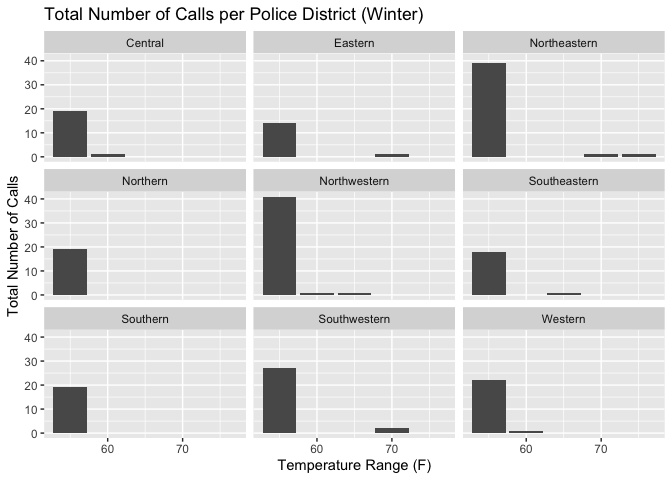 Total Number of Calls per Police District (Winter)
Central Eastern Northeastern
40
30
20
10
0
Northern Northwestern Southeastern
40
30
20
10
0
Southern Southwestern Western
40
30
20
10
0
60 70 60 70 60 70
Temperature Range (F)
Total Number of Calls